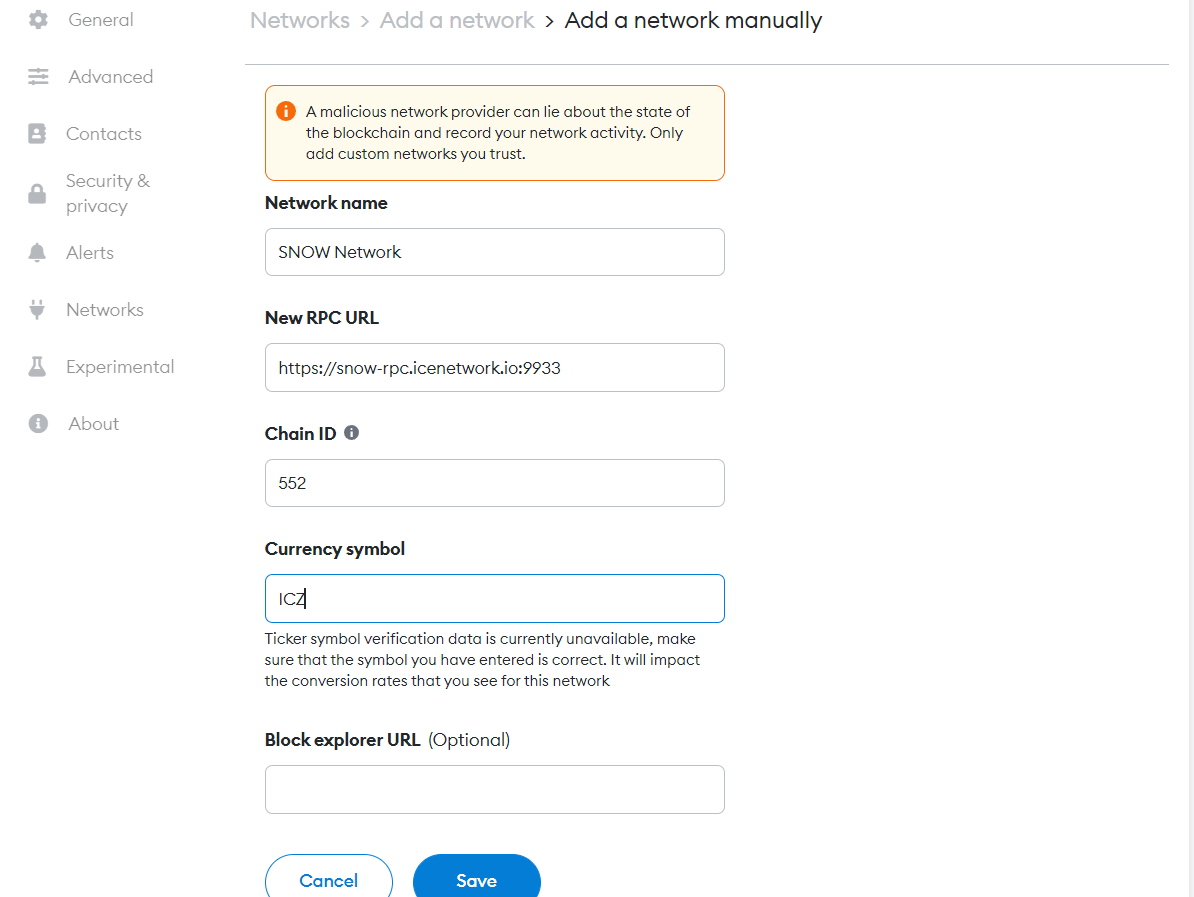 General
Advanced
Contacts
Security &
privacy
Alerts
Networks
Experimental
About
Networks > Add a network > Add a network manually
A malicious network provider can lie about the state of
the blockchain and record your network activity. Only
add custom networks you trust.
Network name
SNOW Network
New RPC URL
https://snow-rpc.icenetwork.io:9933
Chain ID
552
Currency symbol
ICZ
Ticker symbol verification data is currently unavailable, make
sure that the symbol you have entered is correct. It will impact
the conversion rates that you see for this network
Block explorer URL (Optional)
Cancel
Save